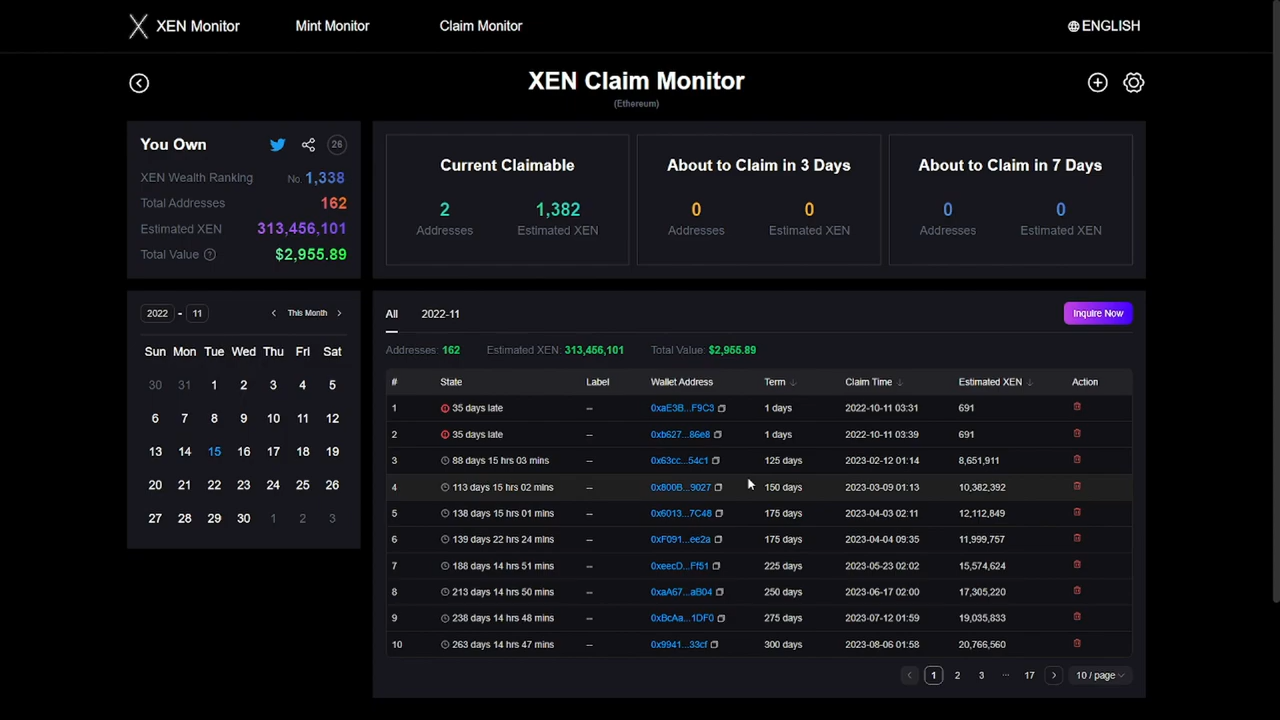 XEN Monitor Mint Monitor Claim Monitor ENGLISH
XEN Claim Monitor
(Ethereum)
You Own 26
XEN Wealth Ranking No. 1,338
Total Addresses 162
Estimated XEN 313,456,101
Total Value $2,955.89
Current Claimable
2 1,382
Addresses Estimated XEN
About to Claim in 3 Days
0 0
Addresses Estimated XEN
About to Claim in 7 Days
0 0
Addresses Estimated XEN
2022 - 11 < This Month >
Sun Mon Tue Wed Thu Fri Sat
30 31 1 2 3 4 5
6 7 8 9 10 11 12
13 14 15 16 17 18 19
20 21 22 23 24 25 26
27 28 29 30 1 2 3
All 2022-11 Inquire Now
Addresses: 162 Estimated XEN: 313,456,101 Total Value: $2,955.89
# State Label Wallet Address Term Claim Time Estimated XEN Action
1 35 days late -- 0xaE3B...F9C3 1 days 2022-10-11 03:31 691
2 35 days late -- 0xb627...86e8 1 days 2022-10-11 03:39 691
3 88 days 15 hrs 03 mins -- 0x63cc...54c1 125 days 2023-02-12 01:14 8,651,911
4 113 days 15 hrs 02 mins -- 0x800B...9027 150 days 2023-03-09 01:13 10,382,392
5 138 days 15 hrs 01 mins -- 0x6013...7C48 175 days 2023-04-03 02:11 12,112,849
6 139 days 22 hrs 24 mins -- 0xF091...ee2a 175 days 2023-04-04 09:35 11,999,757
7 188 days 14 hrs 51 mins -- 0xeecD...Ff51 225 days 2023-05-23 02:02 15,574,624
8 213 days 14 hrs 50 mins -- 0xaA67...aB04 250 days 2023-06-17 02:00 17,305,220
9 238 days 14 hrs 48 mins -- 0xBcAa...1DF0 275 days 2023-07-12 01:59 19,035,833
10 263 days 14 hrs 47 mins -- 0x9941...33cf 300 days 2023-08-06 01:58 20,766,560
< 1 2 3 ··· 17 > 10 / page